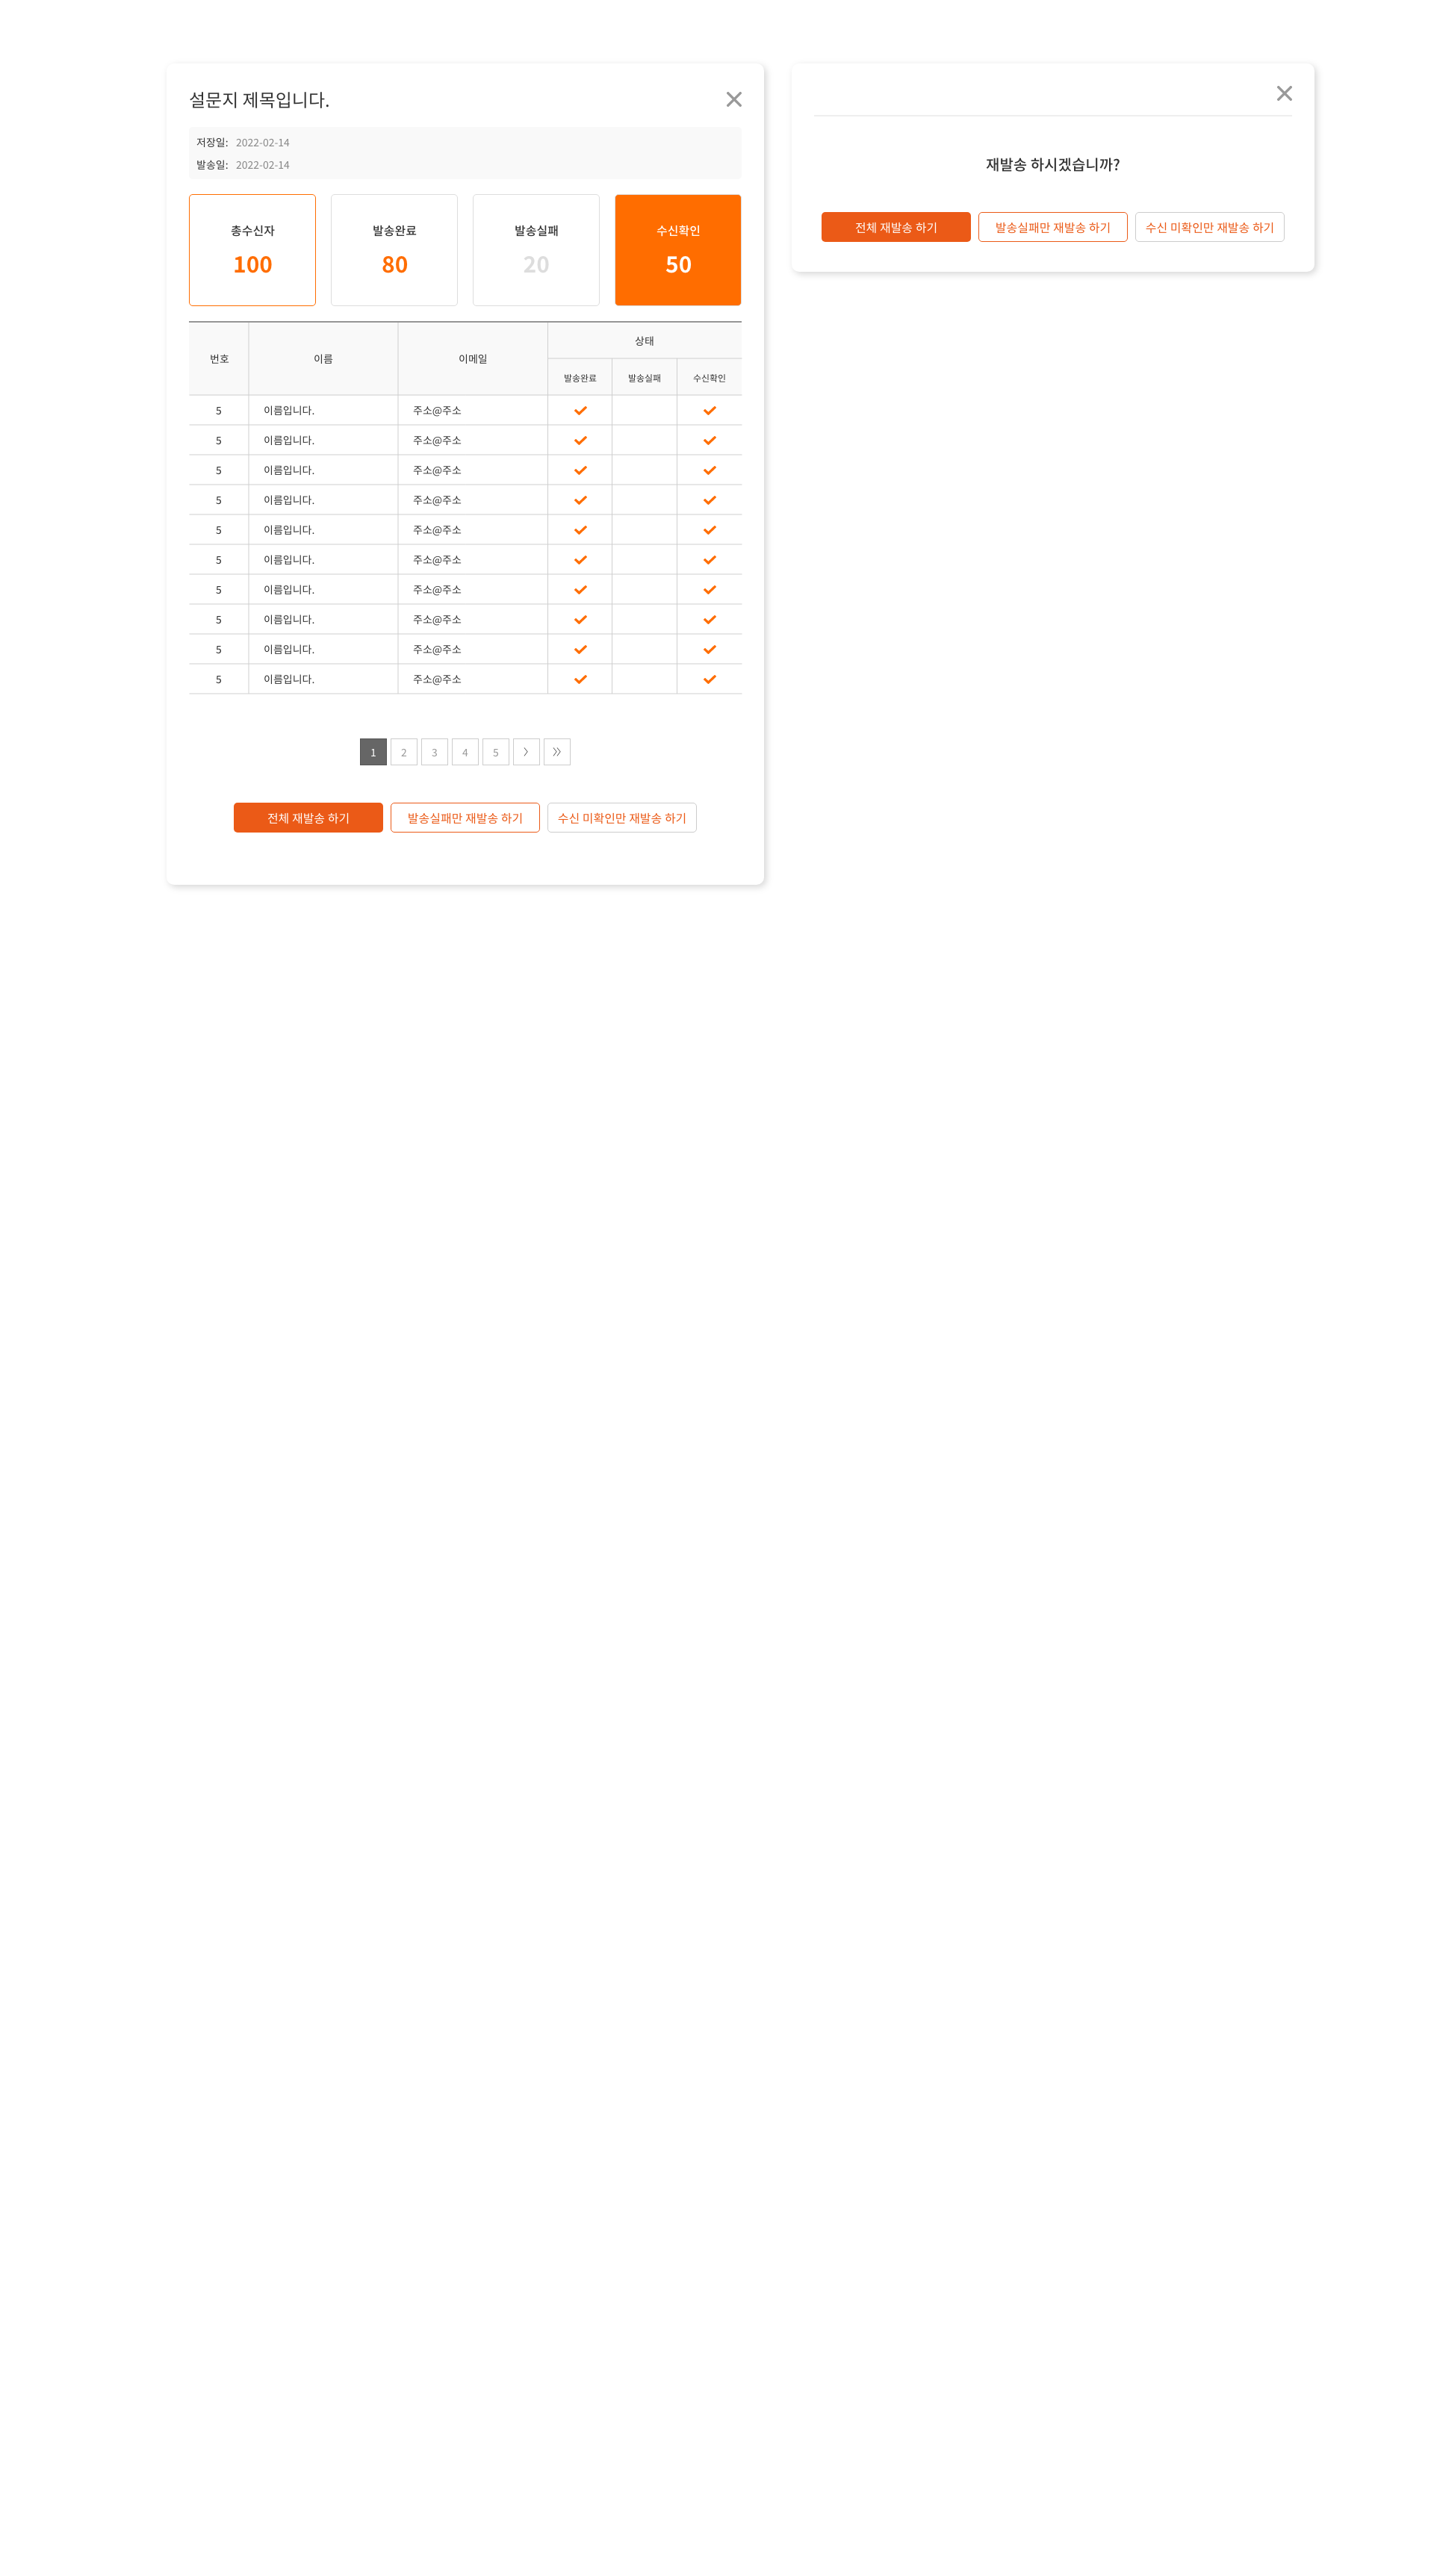 설문지 제목입니다.
저장일: 2022-02-14
발송일: 2022-02-14
총수신자 발송완료 발송실패 수신확인
100 80 20 50
번호 이름 이메일 상태
발송완료 발송실패 수신확인
5 이름입니다. 주소@주소
5 이름입니다. 주소@주소
5 이름입니다. 주소@주소
5 이름입니다. 주소@주소
5 이름입니다. 주소@주소
5 이름입니다. 주소@주소
5 이름입니다. 주소@주소
5 이름입니다. 주소@주소
5 이름입니다. 주소@주소
5 이름입니다. 주소@주소
1 2 3 4 5
전체 재발송 하기 발송실패만 재발송 하기 수신 미확인만 재발송 하기
재발송 하시겠습니까?
전체 재발송 하기 발송실패만 재발송 하기 수신 미확인만 재발송 하기